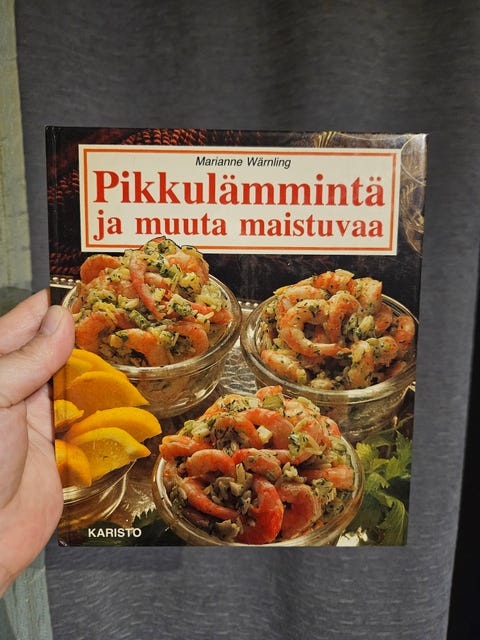 Marianne Wärnling
Pikkulämmintä
ja muuta maistuvaa
KARISTO